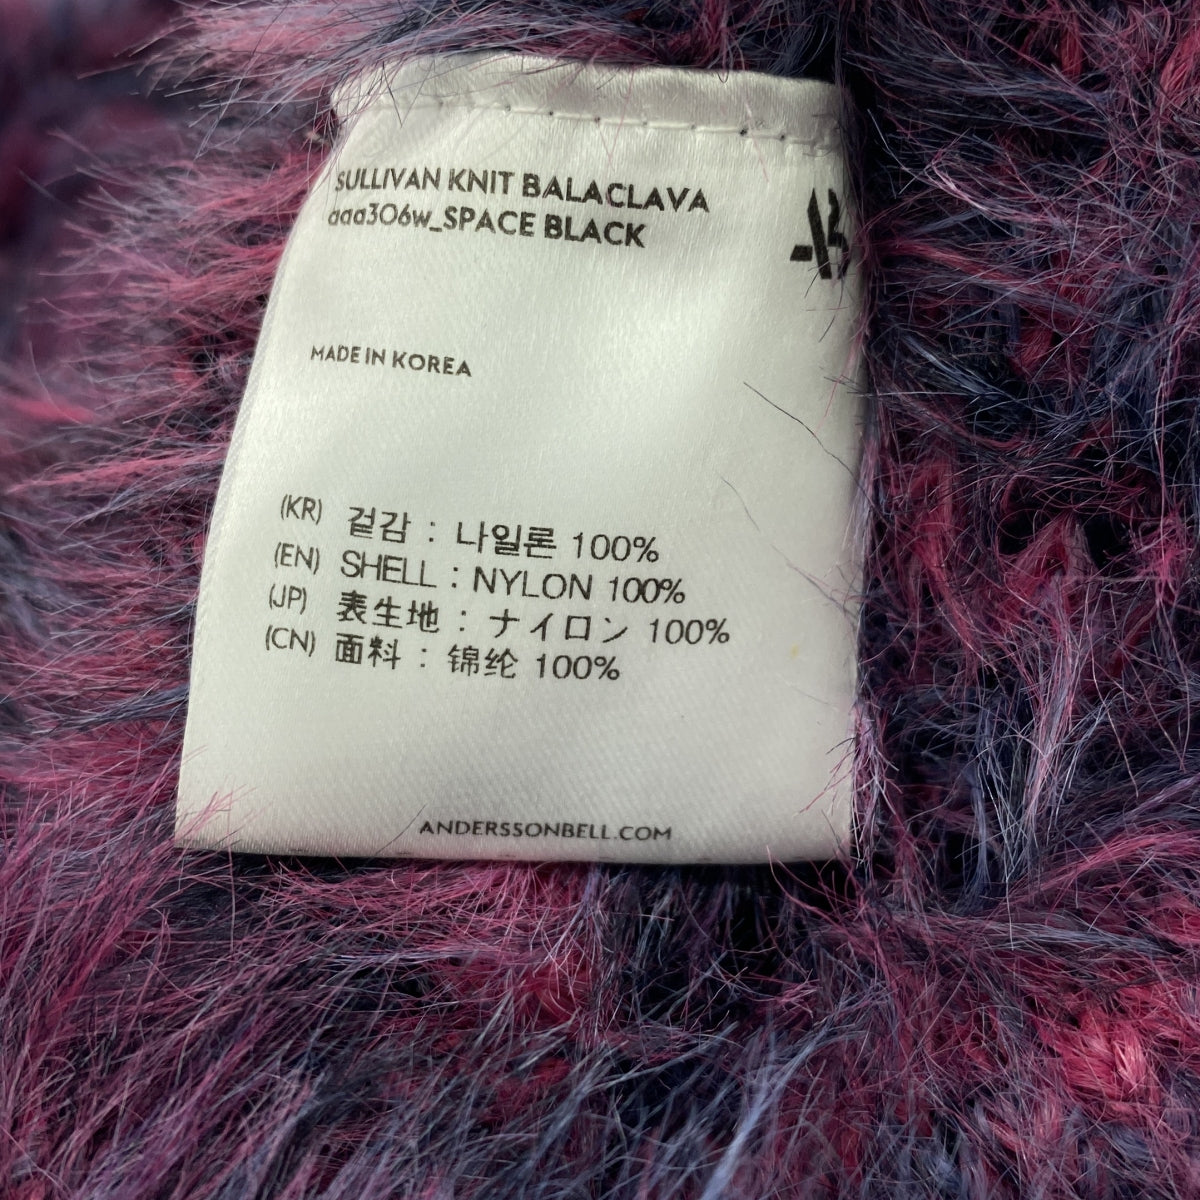 SULLIVAN KNIT BALACLAVA
aaa306w_SPACE BLACK
MADE IN KOREA
(KR) 겉감 : 나일론 100%
(EN) SHELL : NYLON 100%
(JP) 表生地 : ナイロン 100%
(CN) 面料 : 锦纶 100%
ANDERSSONBELL.COM